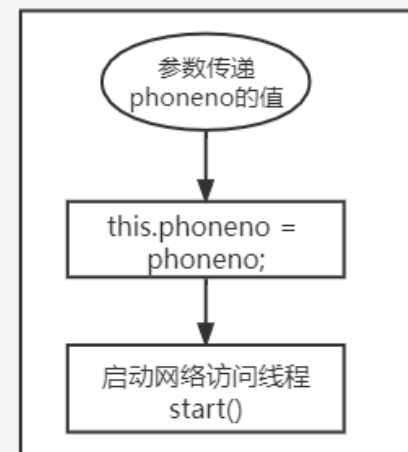 参数传递
phoneno的值
this.phoneno =
phoneno;
启动网络访问线程
start()